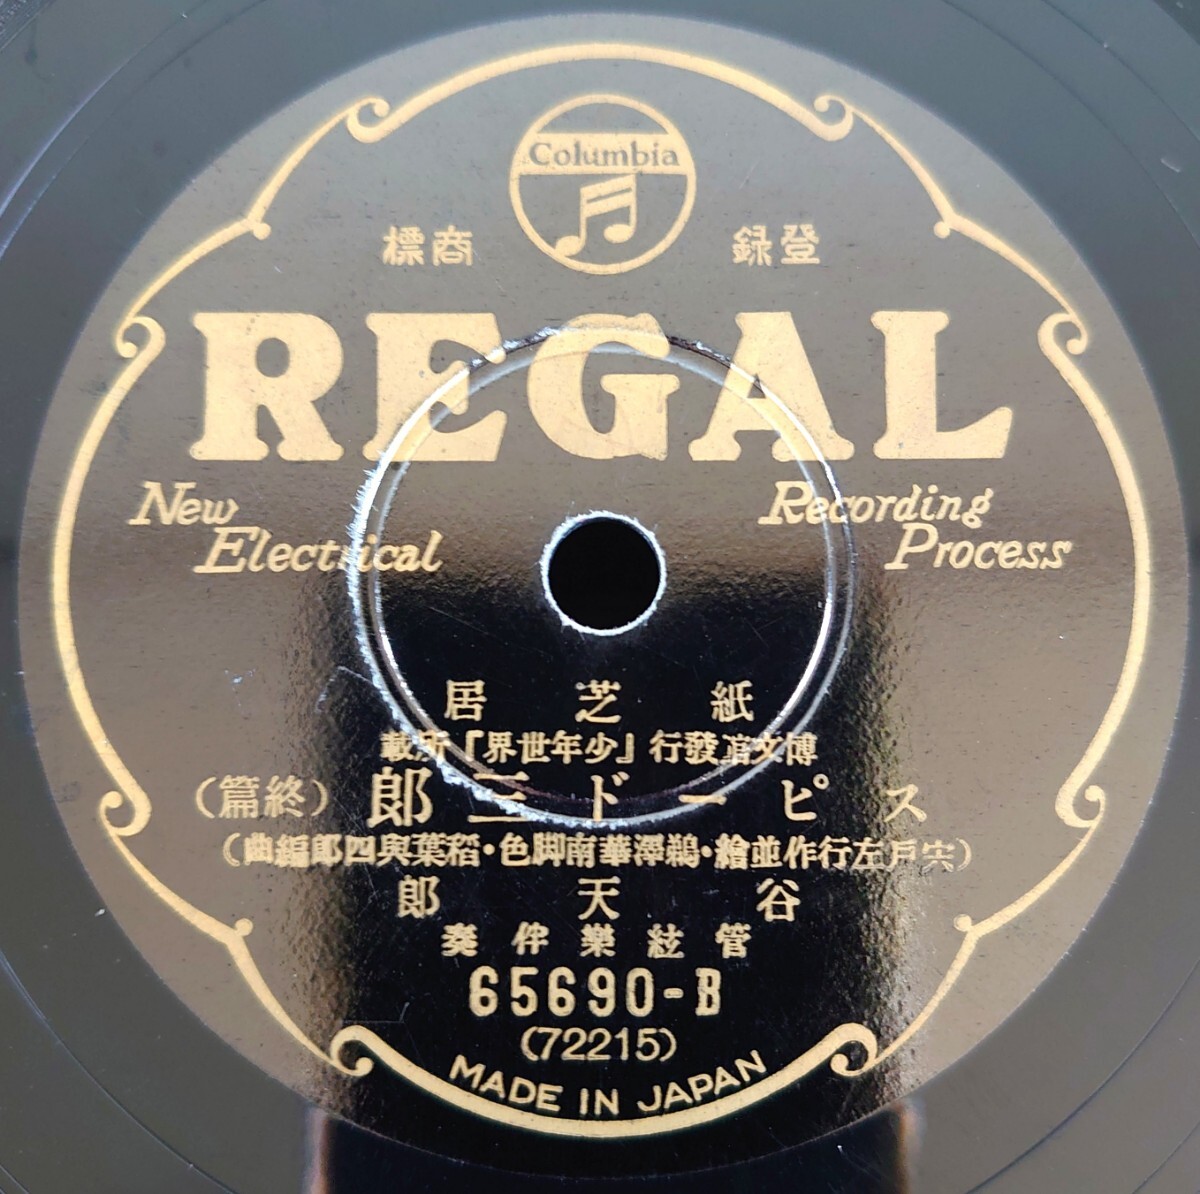 Columbia
登録 商標
REGAL
New Recording
Electrical Process
紙芝居
博文館發行『少年世界』所載
スピード三郎(終篇)
(宍戸左行作並繪・鵜澤華南脚色・稻葉與四郎編曲)
谷天郎
管絃樂伴奏
65690-B
(72215)
MADE IN JAPAN